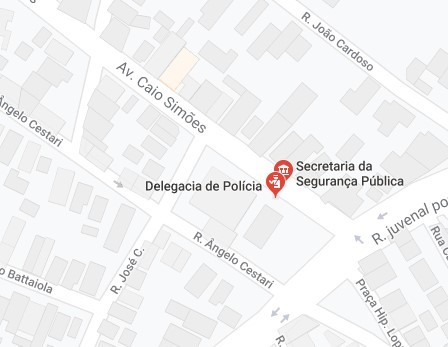 R. João Cardoso
Av. Caio Simões
Ângelo Cestari
Secretaria da
Segurança Pública
Delegacia de Polícia
R. Ângelo Cestari
R. José C.
o Battaiola
R. juvenal po
Rua C
Praça Hip. Lop